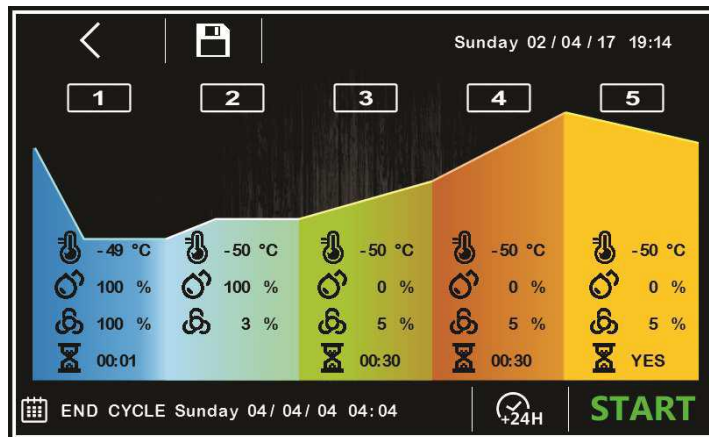 Sunday 02 / 04 / 17 19:14
1 2 3 4 5
-49 °C -50 °C -50 °C -50 °C -50 °C
100 % 100 % 0 % 0 % 0 %
100 % 3 % 5 % 5 % 5 %
00:01 00:30 00:30 YES
END CYCLE Sunday 04/ 04/ 04 04:04
+24H
START